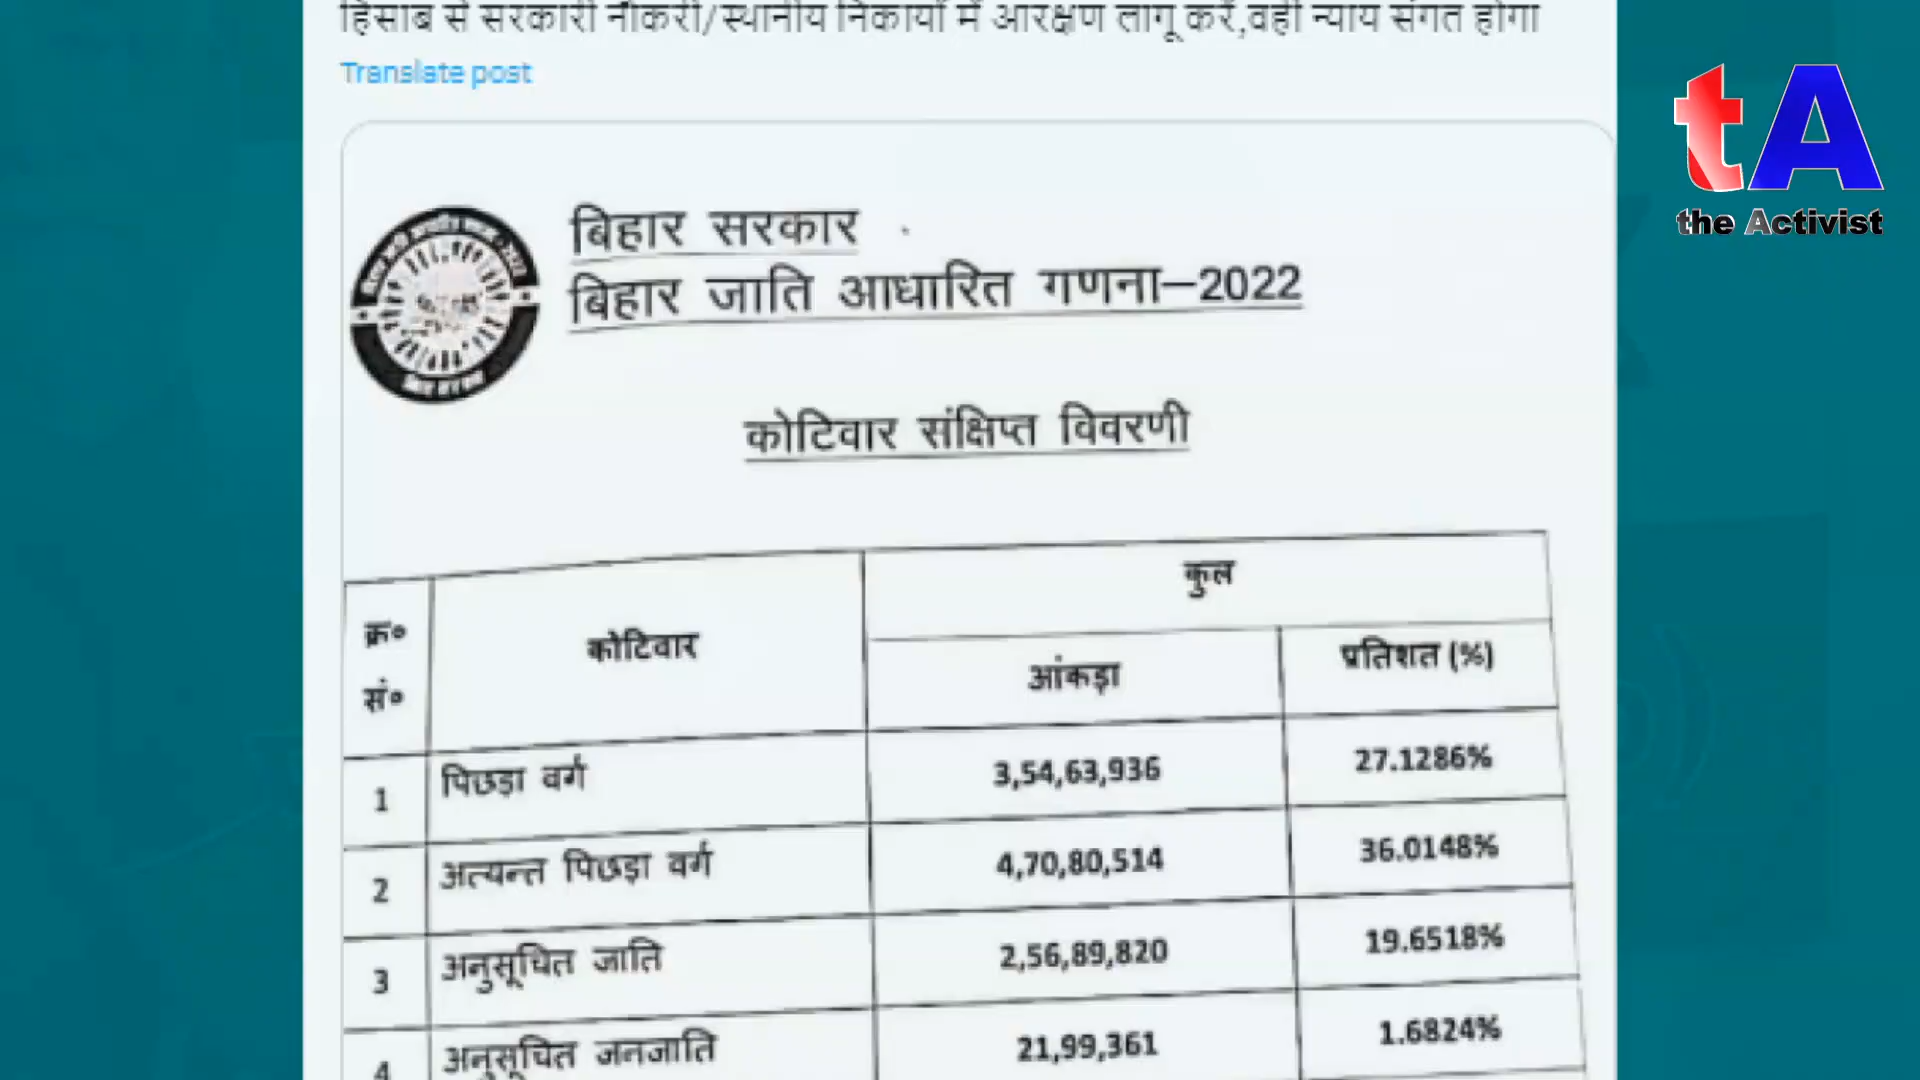 हिसाब से सरकारी नौकरी/स्थानीय निकायों में आरक्षण लागू करें,वही न्याय संगत होगा
Translate post
tA
the Activist
बिहार सरकार
बिहार जाति आधारित गणना-2022
कोटिवार संक्षिप्त विवरणी
क्र० सं० कोटिवार कुल
आंकड़ा प्रतिशत (%)
1 पिछड़ा वर्ग 3,54,63,936 27.1286%
2 अत्यन्त पिछड़ा वर्ग 4,70,80,514 36.0148%
3 अनुसूचित जाति 2,56,89,820 19.6518%
4 अनुसूचित जनजाति 21,99,361 1.6824%